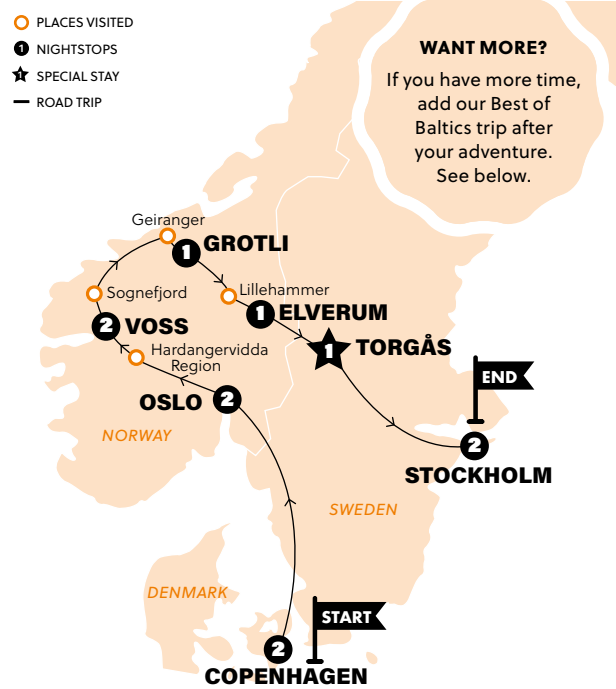 PLACES VISITED
1 NIGHTSTOPS
1 SPECIAL STAY
ROAD TRIP
WANT MORE?
If you have more time,
add our Best of
Baltics trip after
your adventure.
See below.
Geiranger
1 GROTLI
Sognefjord
Lillehammer
1 ELVERUM
2 VOSS
1 TORGÅS
Hardangervidda
Region
END
OSLO 2
NORWAY
2
STOCKHOLM
SWEDEN
DENMARK
START
2
COPENHAGEN